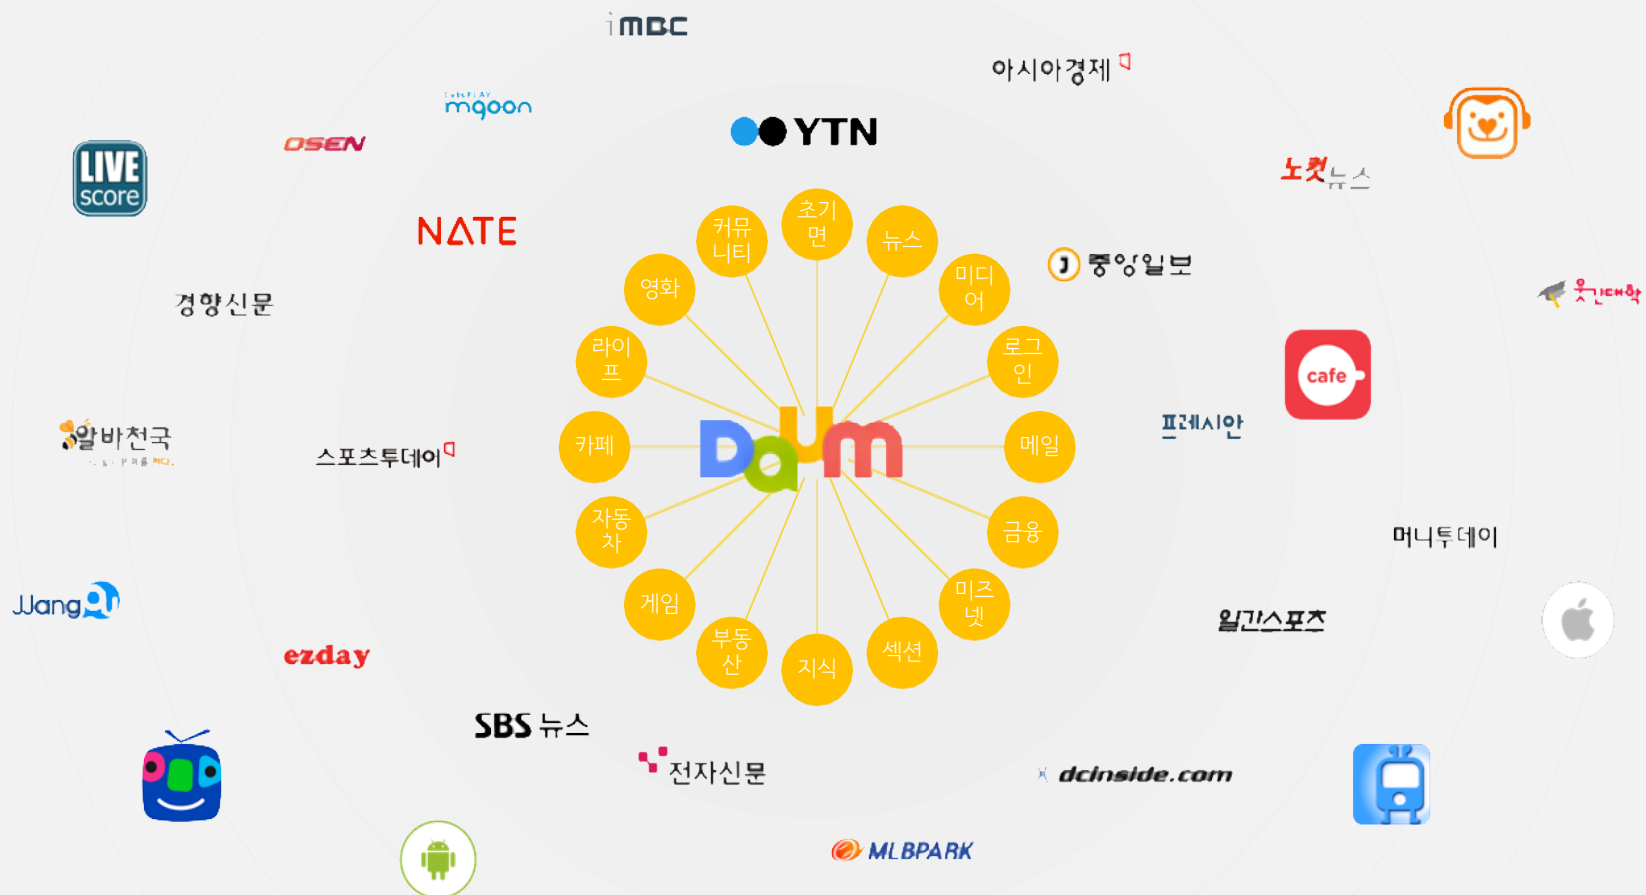 iMBC
아시아경제
mgoon
YTN
OSEN
LIVE
score
노컷뉴스
NATE
커뮤
니티
초기
면
뉴스
영화
미디
어
중앙일보
경향신문
웃긴대학
라이
프
로그
인
cafe
알바천국
스포츠투데이
카페
Daum
메일
프레시안
자동
차
금융
머니투데이
JJang
게임
미즈
넷
일간스포츠
ezday
부동
산
지식
섹션
SBS 뉴스
전자신문
dcinside.com
MLBPARK